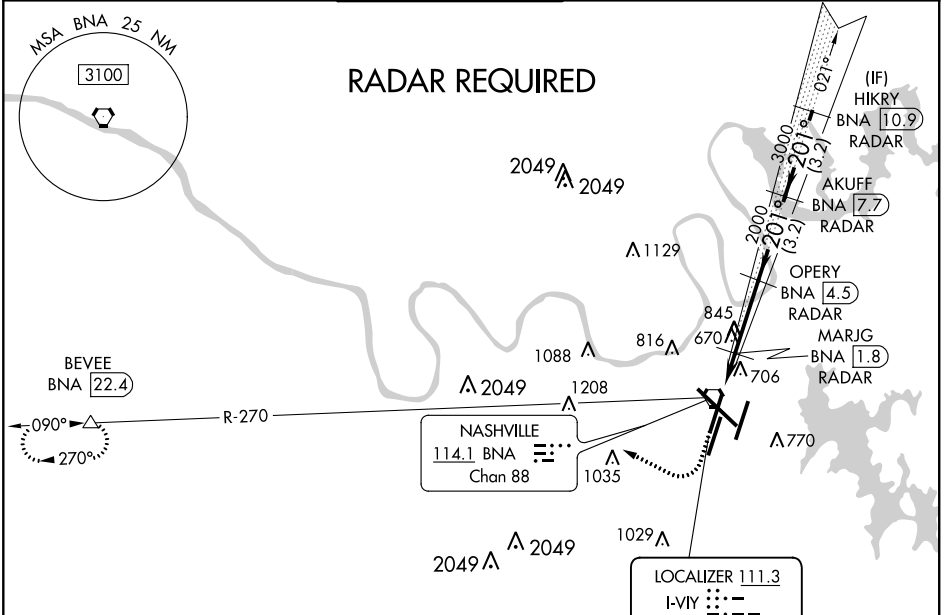 MSA BNA 25 NM
3100
RADAR REQUIRED
021°
(IF)
HIKRY
BNA 10.9
RADAR
3000
201°
(3.2)
AKUFF
BNA 7.7
RADAR
2000
201°
(3.2)
OPERY
BNA 4.5
RADAR
MARJG
BNA 1.8
RADAR
2049
2049
1129
845
670
816
1088
706
2049
1208
770
1035
1029
2049
2049
BEVEE
BNA 22.4
090°
270°
R-270
NASHVILLE
114.1 BNA
Chan 88
LOCALIZER 111.3
I-VIY